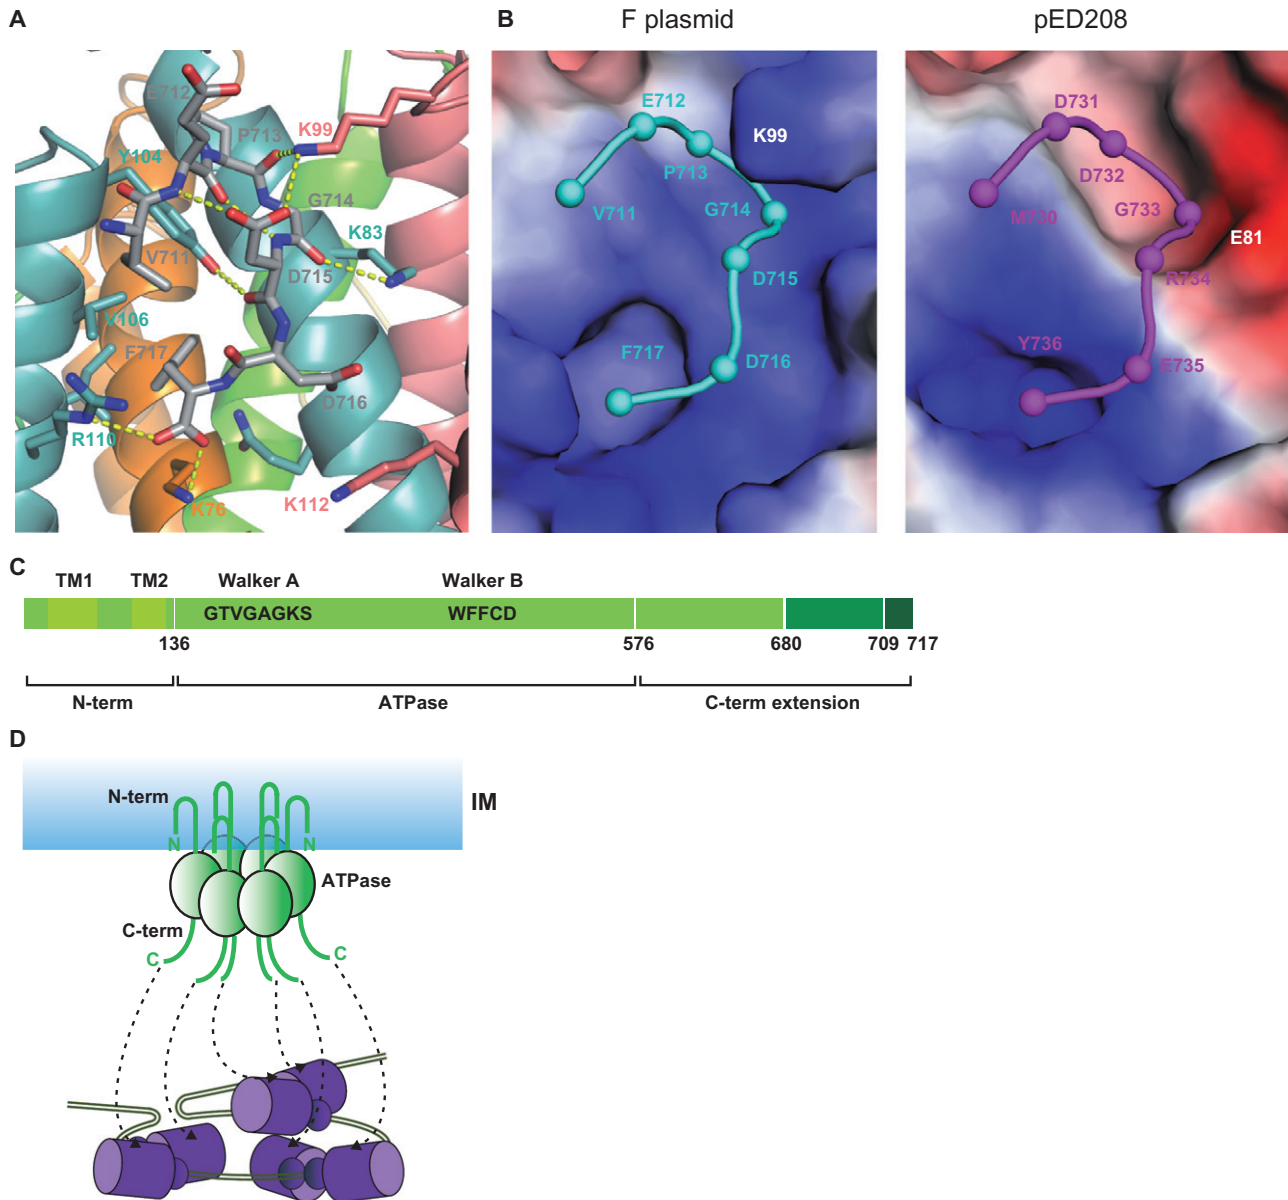 A
E712
P713
K99
Y104
G714
K83
V711
D715
V106
F717
D716
R110
K76
K112
B
F plasmid
E712
K99
P713
V711
G714
D715
F717
D716
pED208
D731
D732
M730
G733
E81
R734
Y736
E735
C
TM1 TM2 Walker A Walker B
GTVGAGKS WFFCD
136 576 680 709 717
N-term ATPase C-term extension
D
N-term
IM
N N
ATPase
C-term
C C